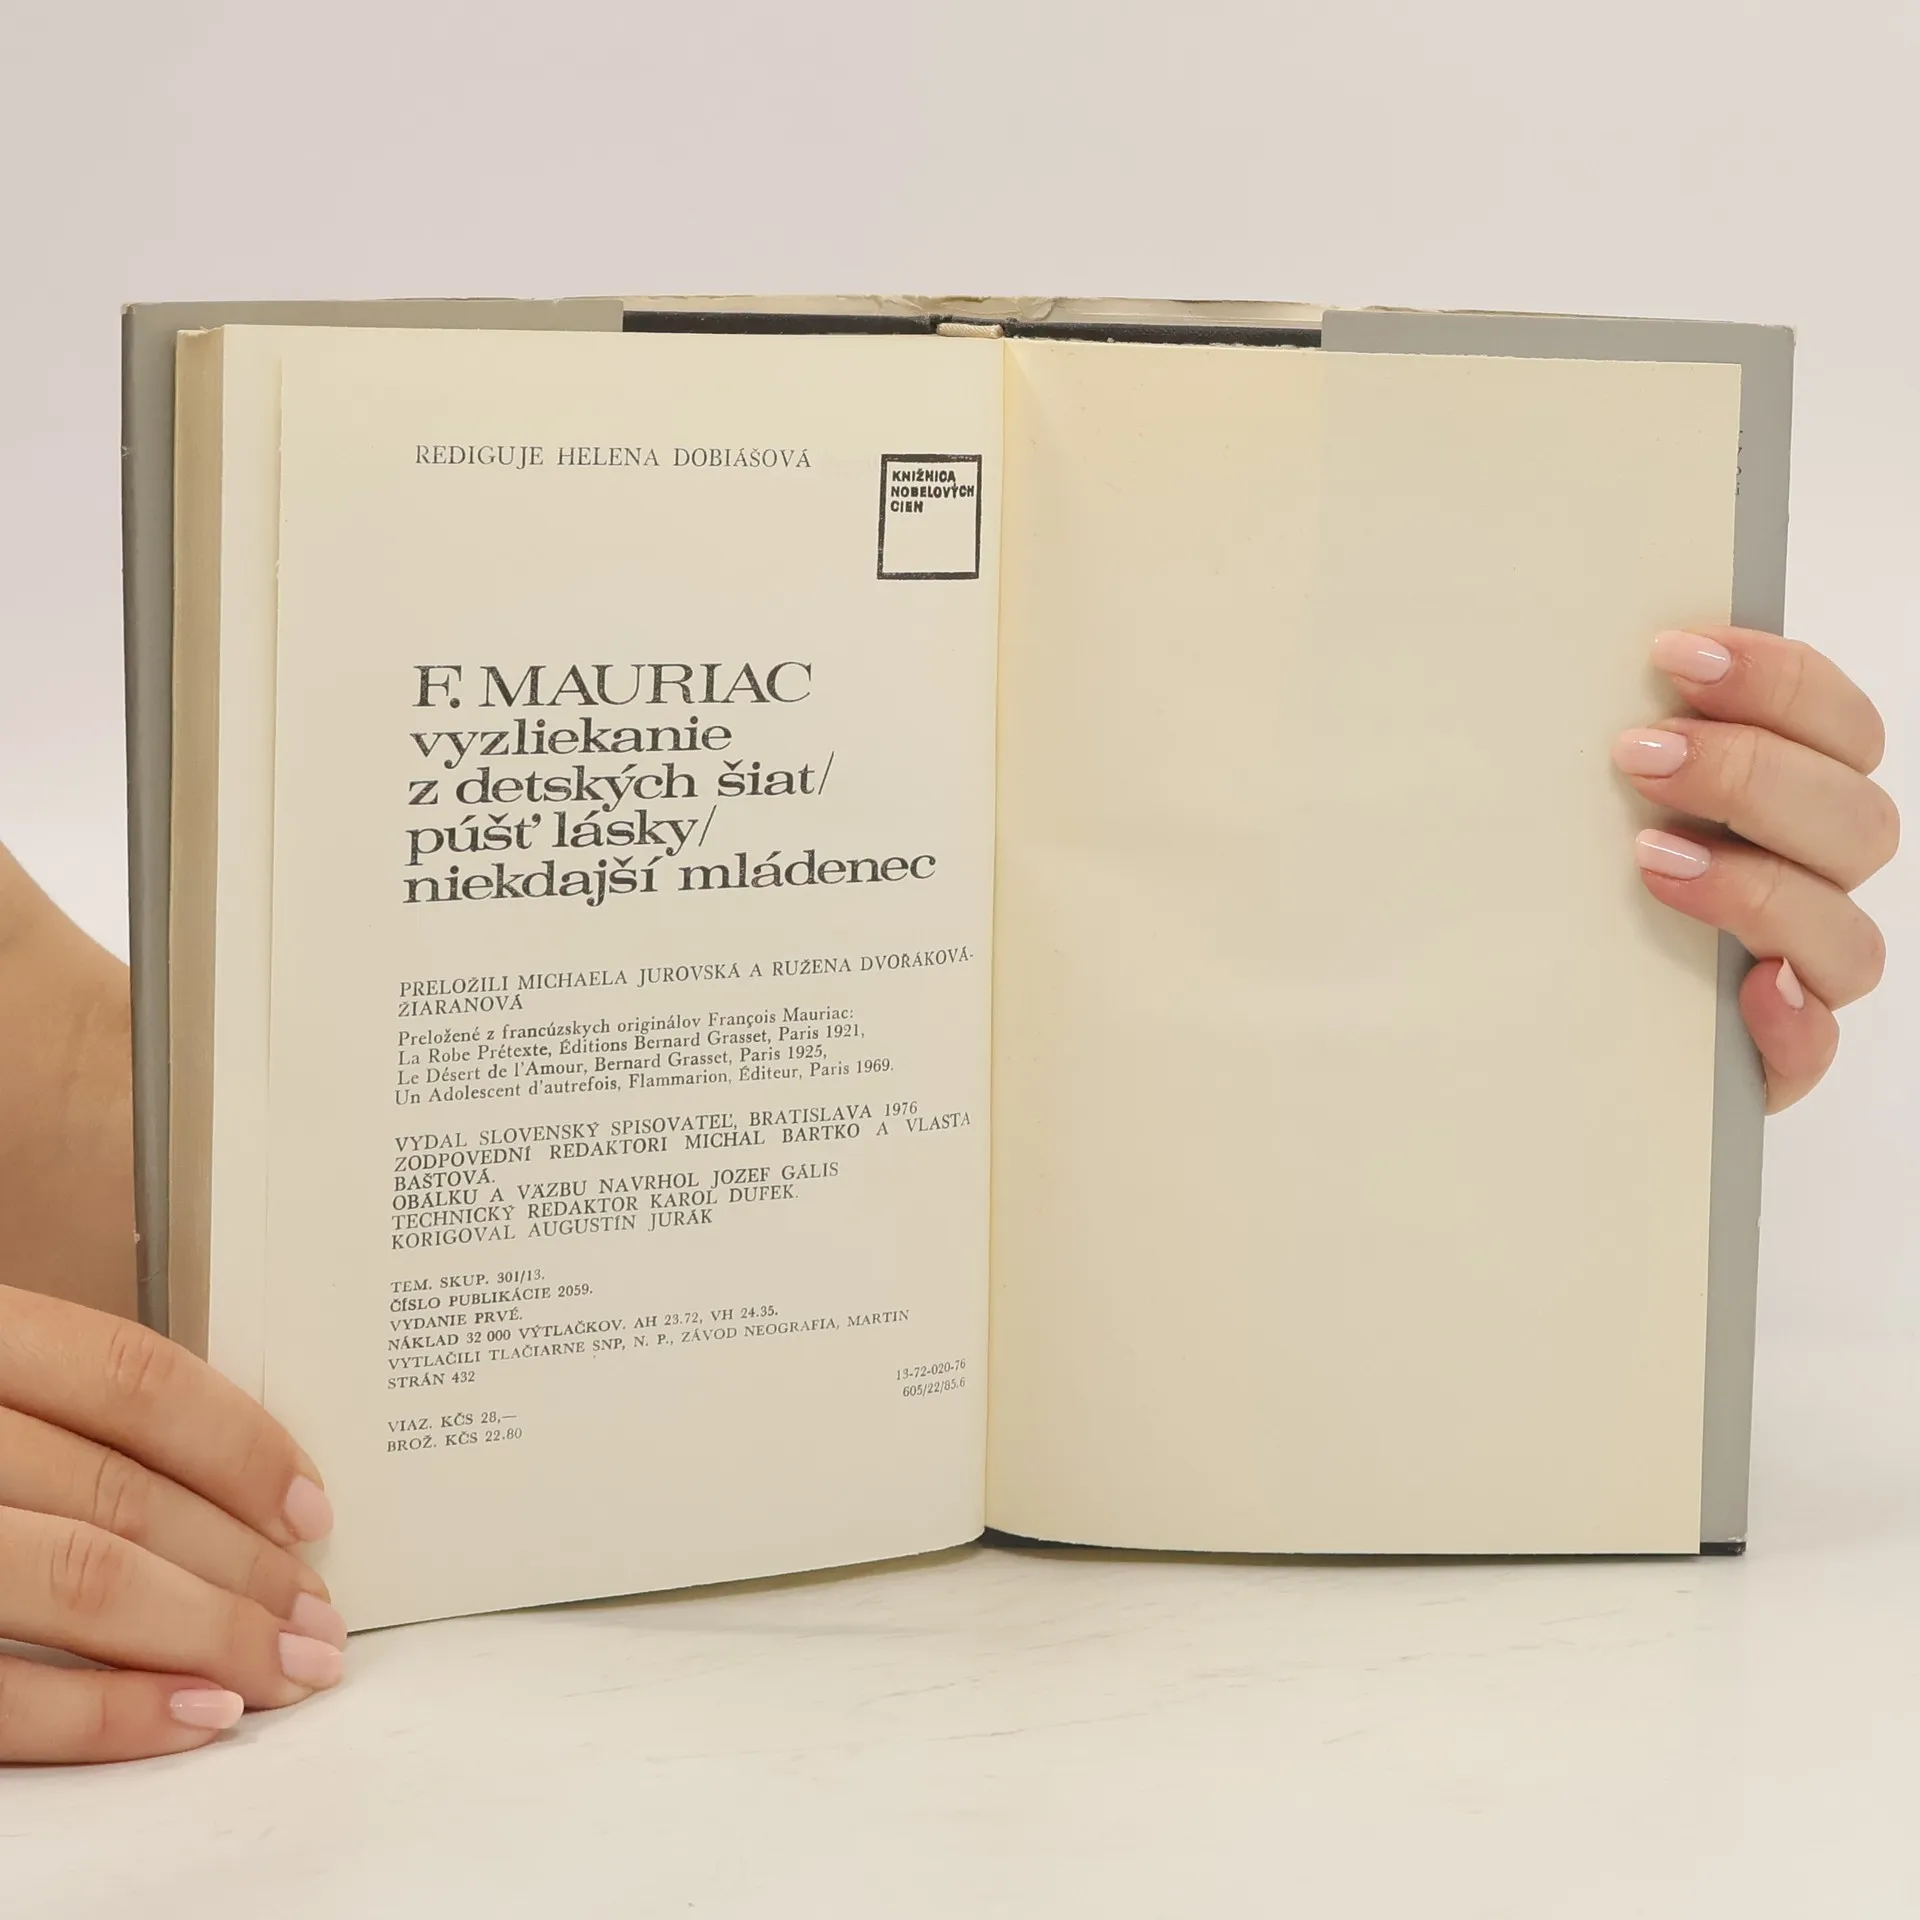 REDIGUJE HELENA DOBIÁŠOVÁ
KNIŽNICA
NOBELOVÝCH
CIEN
F. MAURIAC
vyzliekanie
z detských šiat/
púšť lásky/
niekdajší mládenec
PRELOŽILI MICHAELA JUROVSKÁ A RUŽENA DVOŘÁKOVÁ-
ŽIARANOVÁ
Preložené z francúzskych originálov François Mauriac:
La Robe Prétexte, Éditions Bernard Grasset, Paris 1921,
Le Désert de l'Amour, Bernard Grasset, Paris 1925,
Un Adolescent d'autrefois, Flammarion, Éditeur, Paris 1969.
VYDAL SLOVENSKÝ SPISOVATEĽ, BRATISLAVA 1976
ZODPOVEDNÍ REDAKTORI MICHAL BARTKO A VLASTA
BAŠTOVÁ.
OBÁLKU A VÄZBU NAVRHOL JOZEF GÁLIS
TECHNICKÝ REDAKTOR KAROL DUFEK.
KORIGOVAL AUGUSTÍN JURÁK
TEM. SKUP. 301/13.
ČÍSLO PUBLIKÁCIE 2059.
VYDANIE PRVÉ.
NÁKLAD 32 000 VÝTLAČKOV. AH 23.72, VH 24.35.
VYTLAČILI TLAČIARNE SNP, N. P., ZÁVOD NEOGRAFIA, MARTIN
STRÁN 432
13-72-020-76
605/22/85.6
VIAZ. KČS 28,—
BROŽ. KČS 22.80